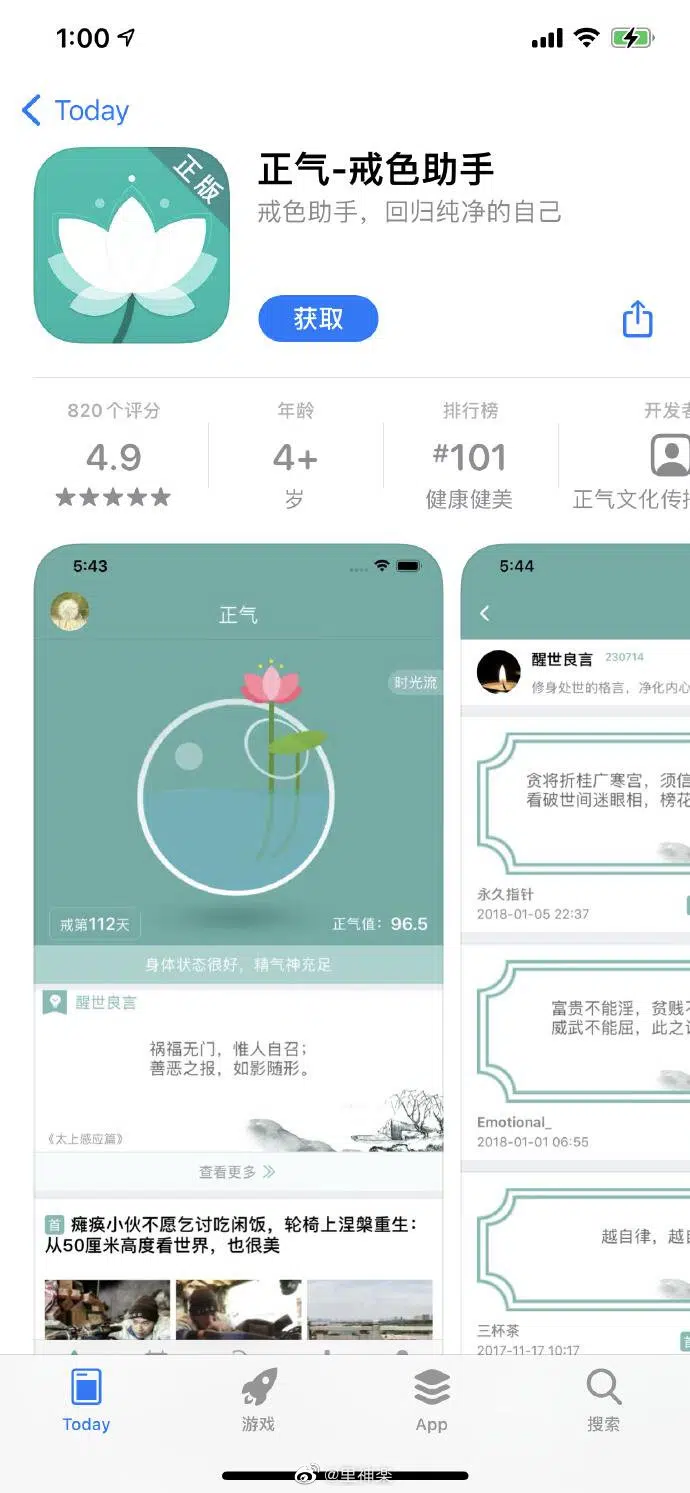 1:00
Today
正版
正气-戒色助手
戒色助手，回归纯净的自己
获取
820个评分
年龄
排行榜
开发者
4.9
4+
#101
岁
健康健美
正气文化传
5:43
5:44
正气
时光流
醒世良言
230714
修身处世的格言，净化内心
贪将折桂广寒宫，须信
看破世间迷眼相，榜花
永久指针
2018-01-05 22:37
戒第112天
正气值：96.5
身体状态很好，精气神充足
醒世良言
祸福无门，惟人自召；
善恶之报，如影随形。
《太上感应篇》
查看更多
富贵不能淫，贫贱不
威武不能屈，此之谓
Emotional_
2018-01-01 06:55
首 瘫痪小伙不愿乞讨吃闲饭，轮椅上涅槃重生：
从50厘米高度看世界，也很美
越自律，越自
三杯茶
首
2017-11-17 10:17
Today
游戏
App
搜索
@里神楽